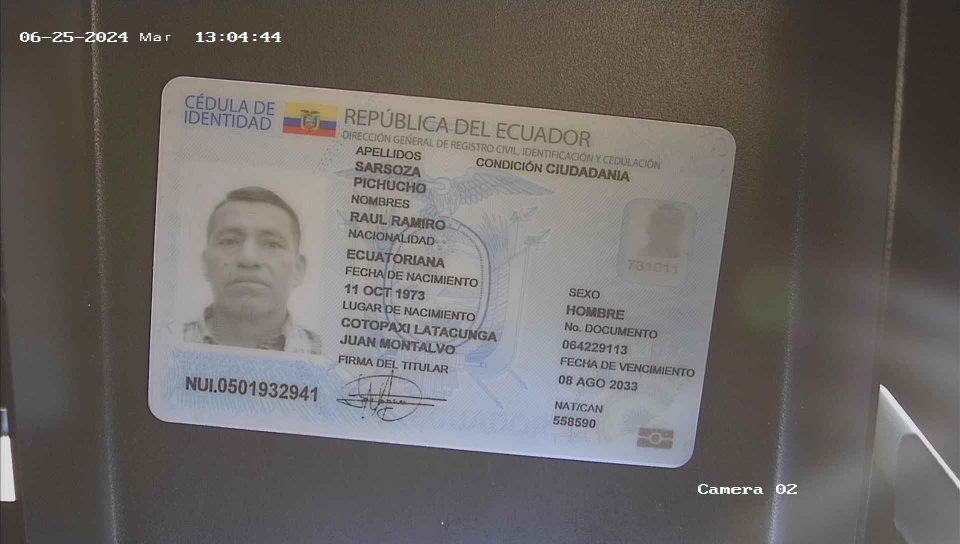 06-25-2024 Mar 13:04:44
CÉDULA DE
IDENTIDAD
REPÚBLICA DEL ECUADOR
DIRECCIÓN GENERAL DE REGISTRO CIVIL, IDENTIFICACIÓN Y CEDULACIÓN
APELLIDOS
CONDICIÓN CIUDADANIA
SARSOZA
PICHUCHO
NOMBRES
RAUL RAMIRO
NACIONALIDAD
ECUATORIANA
FECHA DE NACIMIENTO
11 OCT 1973
LUGAR DE NACIMIENTO
COTOPAXI LATACUNGA
JUAN MONTALVO
FIRMA DEL TITULAR
731011
SEXO
HOMBRE
No. DOCUMENTO
064229113
FECHA DE VENCIMIENTO
08 AGO 2033
NAT/CAN
558590
NUI.0501932941
Camera 02